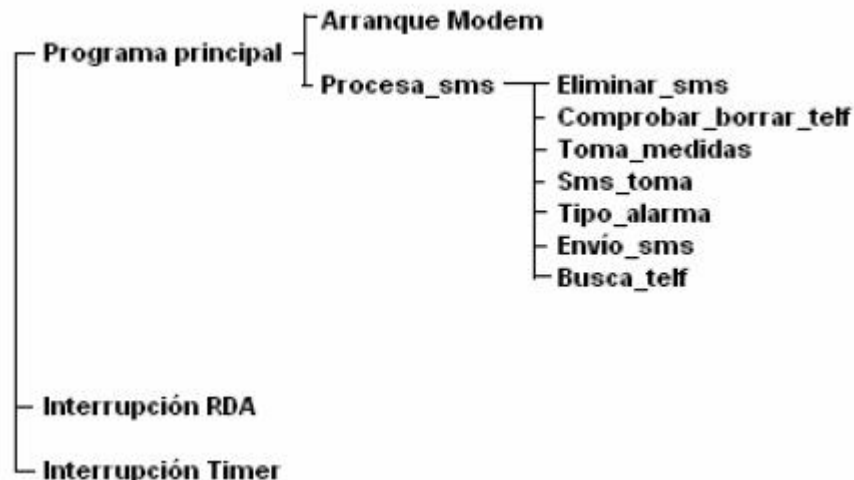 Arranque Modem
Programa principal
Procesa_sms
Eliminar_sms
Comprobar_borrar_telf
Toma_medidas
Sms_toma
Tipo_alarma
Envío_sms
Busca_telf
Interrupción RDA
Interrupción Timer